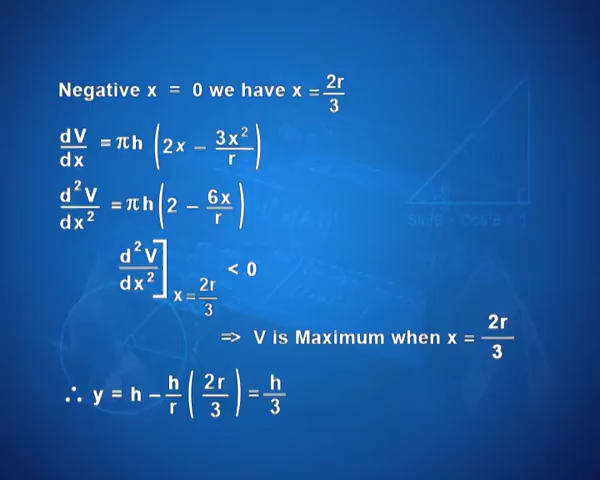 Negative x = 0 we have x = 2r/3
dV/dx = πh (2x − 3x²/r)
d²V/dx² = πh (2 − 6x/r)
d²V/dx²] x = 2r/3 < 0
⇒ V is Maximum when x = 2r/3
∴ y = h − h/r (2r/3) = h/3